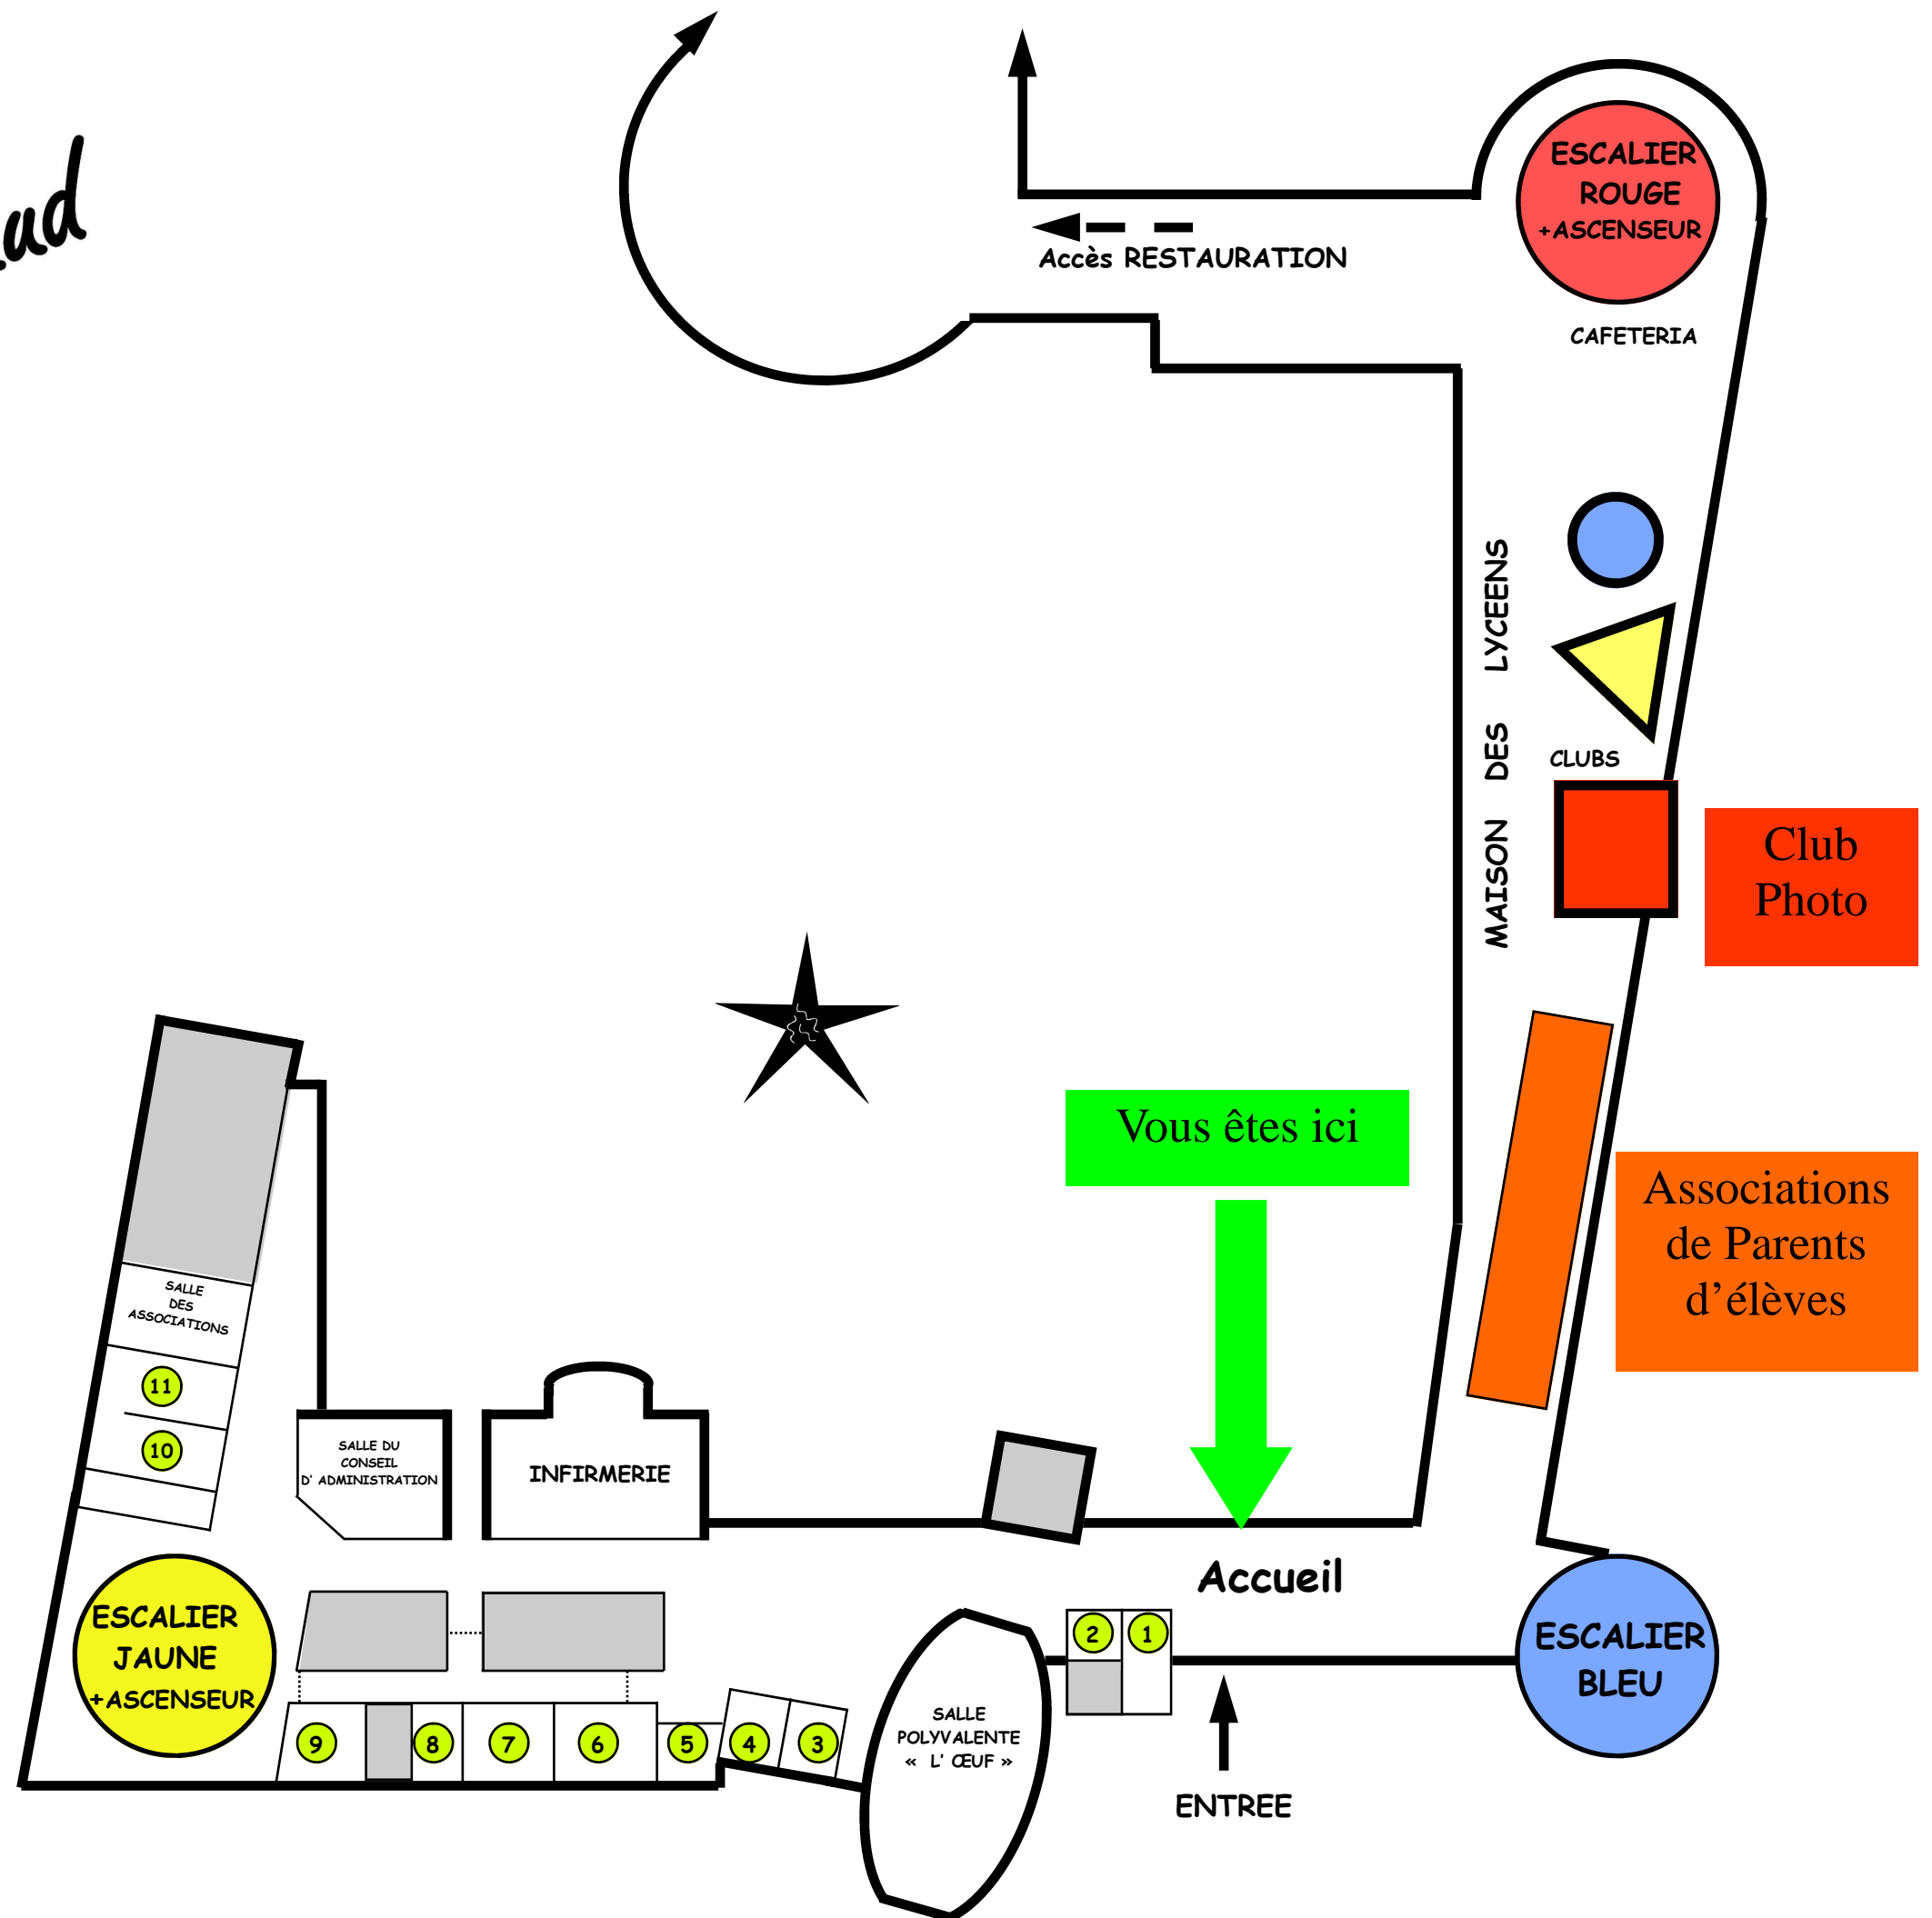 ESCALIER
ROUGE
+ASCENSEUR
Accès RESTAURATION
CAFETERIA
MAISON DES LYCEENS
CLUBS
Club
Photo
Vous êtes ici
Associations
de Parents
d’élèves
SALLE
DES
ASSOCIATIONS
11
10
SALLE DU
CONSEIL
D’ ADMINISTRATION
INFIRMERIE
Accueil
ESCALIER
JAUNE
+ASCENSEUR
2
1
ESCALIER
BLEU
9
8
7
6
5
4
3
SALLE
POLYVALENTE
« L’ ŒUF »
ENTREE